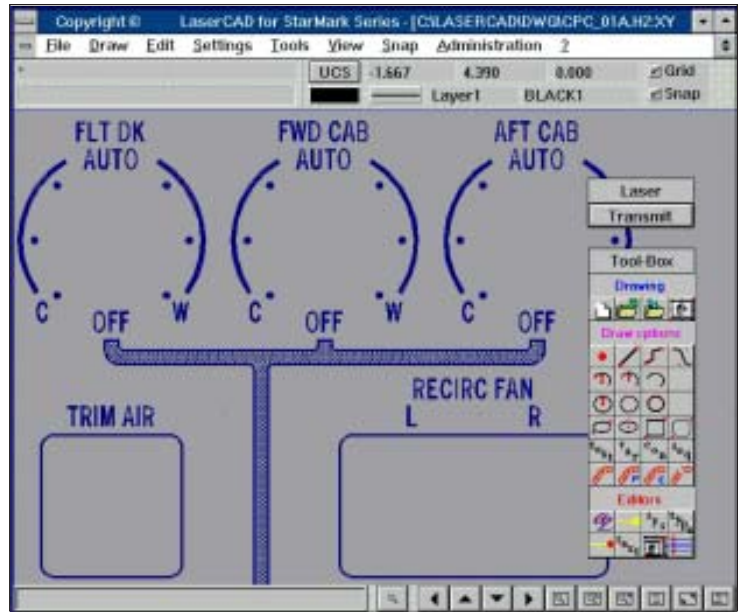 Copyright © LaserCAD for StarMark Series - [C:\LASERCAD\DWG\CPC_01A.HZ:XY
File Draw Edit Settings Tools View Snap Administration ?
UCS -1.667 4.390 0.000 Grid
Layer1 BLACK1 Snap
FLT DK FWD CAB AFT CAB
AUTO AUTO AUTO
Laser
Transmit
Tool-Box
Drawing
C OFF W C OFF W C OFF
Draw options
RECIRC FAN
TRIM AIR L R
Editors